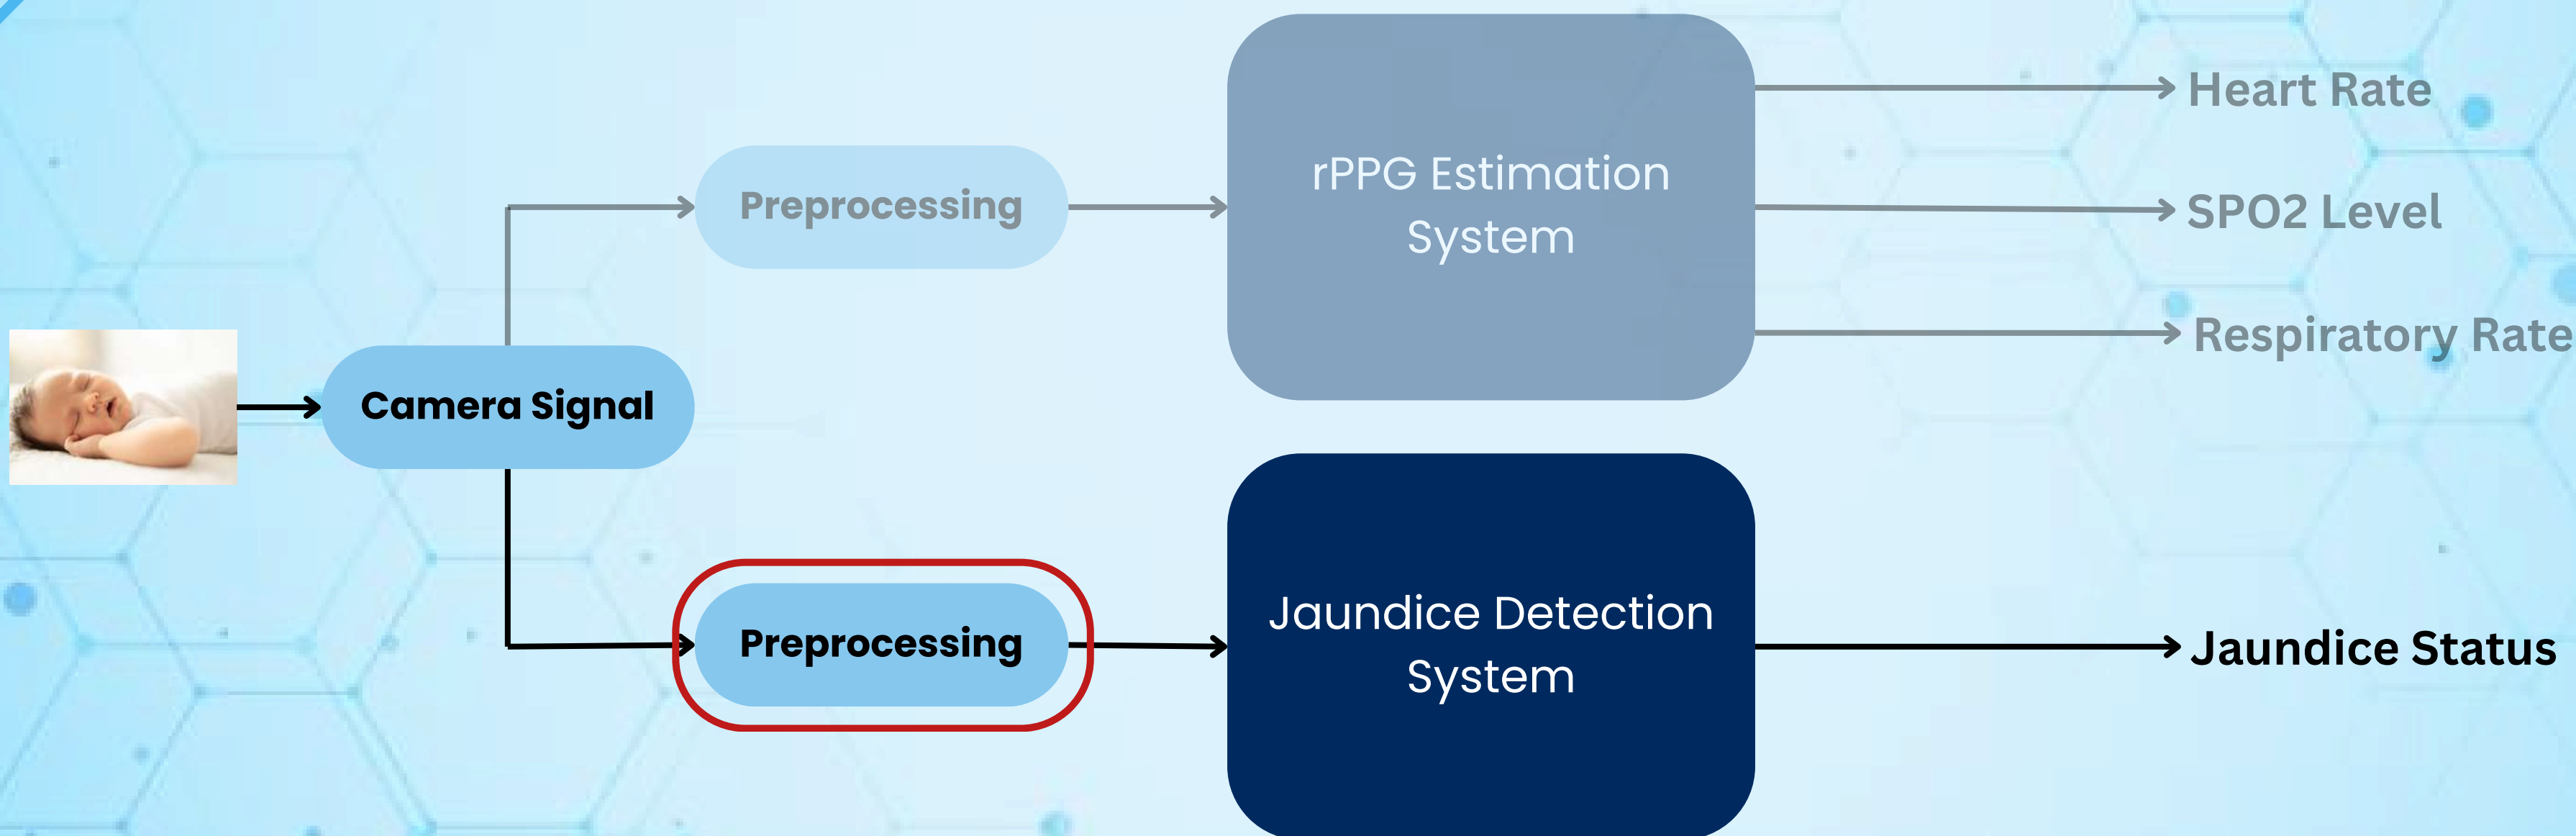 Heart Rate
Preprocessing
rPPG Estimation
System
SPO2 Level
Respiratory Rate
Camera Signal
Preprocessing
Jaundice Detection
System
Jaundice Status